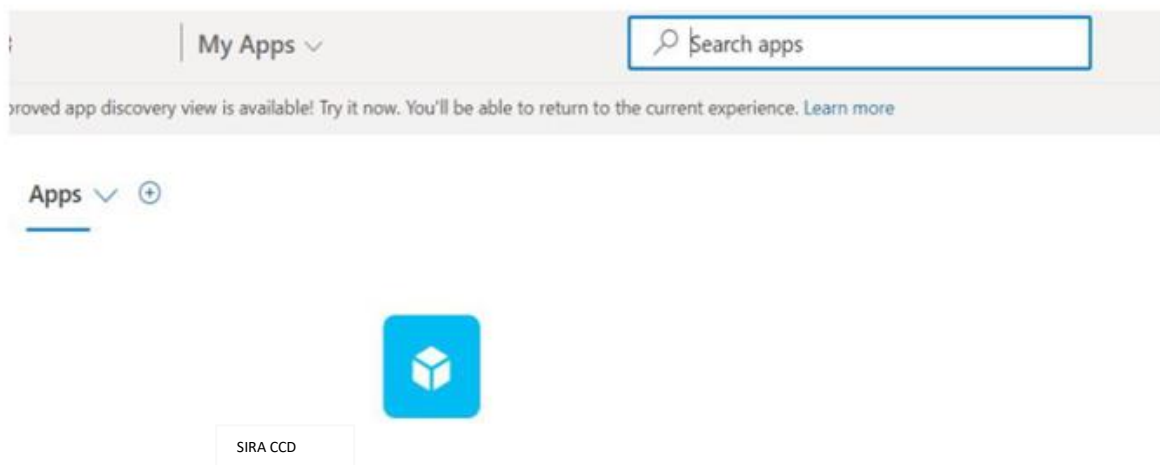 My Apps
Search apps
proved app discovery view is available! Try it now. You'll be able to return to the current experience. Learn more
Apps
SIRA CCD